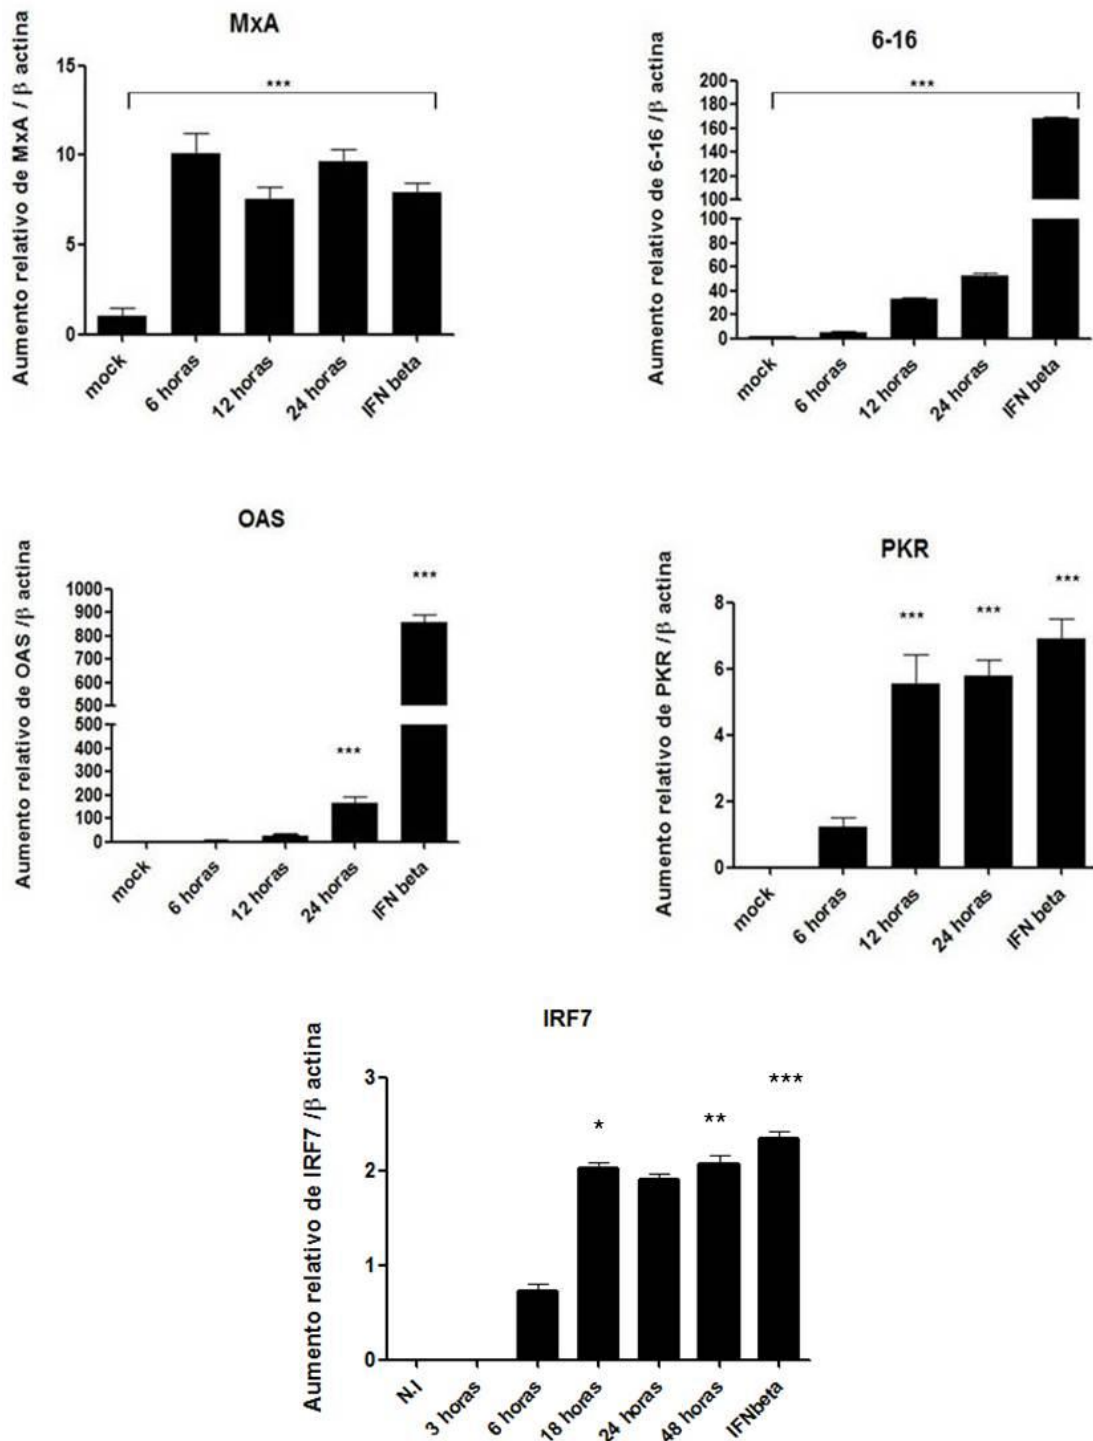 MxA
Aumento relativo de MxA / β actina
15
10
5
0
***
mock
6 horas
12 horas
24 horas
IFN beta
6-16
Aumento relativo de 6-16 /β actina
200
180
160
140
120
100
100
80
60
40
20
0
***
mock
6 horas
12 horas
24 horas
IFN beta
OAS
Aumento relativo de OAS /β actina
1000
900
800
700
600
500
500
400
300
200
100
0
***
***
mock
6 horas
12 horas
24 horas
IFN beta
PKR
Aumento relativo de PKR /β actina
8
6
4
2
0
***
***
***
mock
6 horas
12 horas
24 horas
IFN beta
IRF7
Aumento relativo de IRF7 /β actina
3
2
1
0
*
**
***
N.I
3 horas
6 horas
18 horas
24 horas
48 horas
IFNbeta